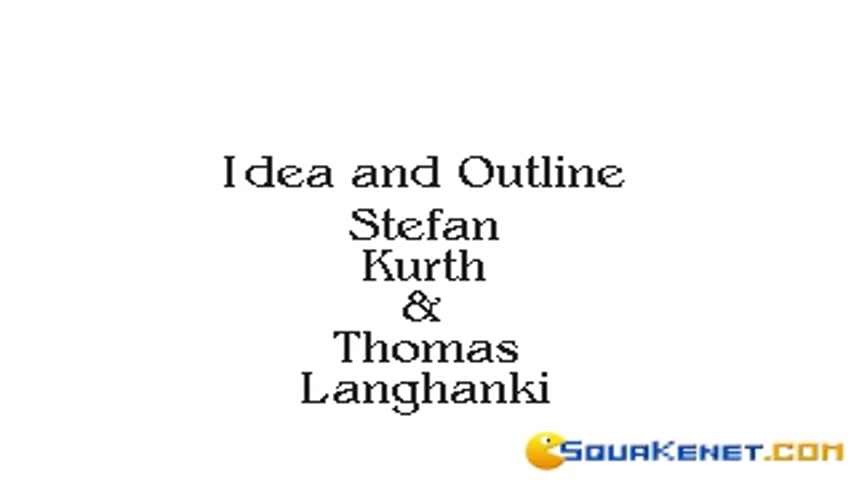 Idea and Outline
Stefan
Kurth
&
Thomas
Langhanki
SQUAKENET.COM